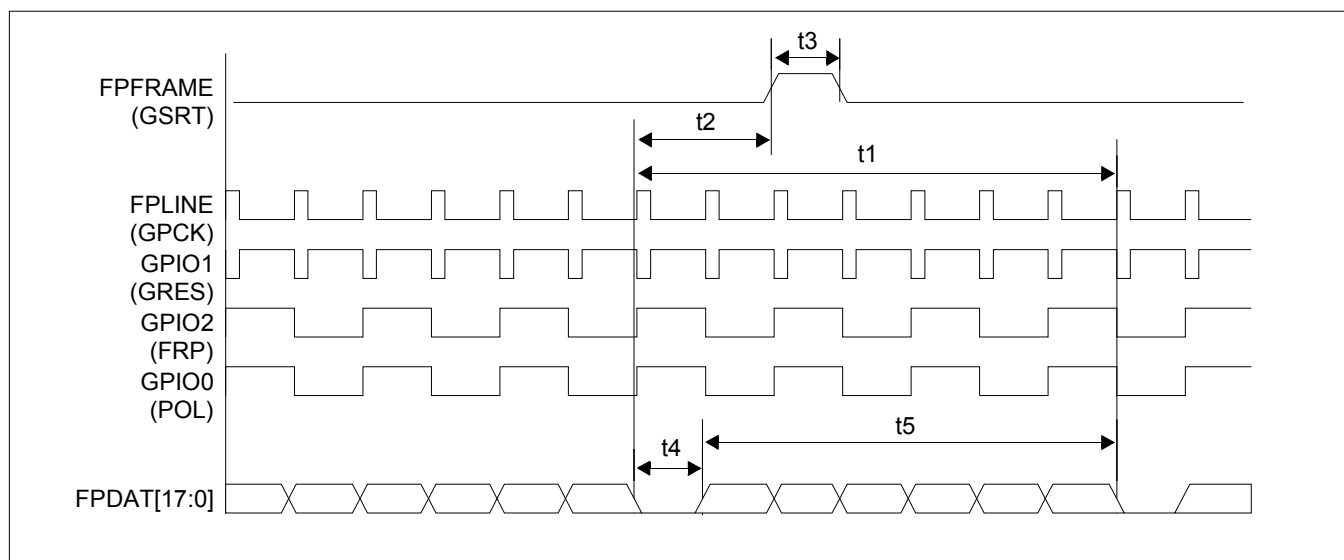 t3
FPFRAME
(GSRT)
t2
t1
FPLINE
(GPCK)
GPIO1
(GRES)
GPIO2
(FRP)
GPIO0
(POL)
t5
t4
FPDAT[17:0]